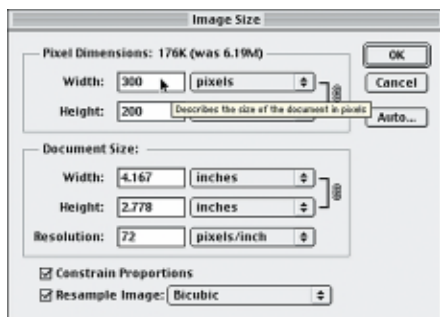 Image Size
Pixel Dimensions: 176K (was 6.19M)
Width: 300 pixels
Height: 200
Describes the size of the document in pixels
OK
Cancel
Auto...
Document Size:
Width: 4.167 inches
Height: 2.778 inches
Resolution: 72 pixels/inch
Constrain Proportions
Resample Image: Bicubic